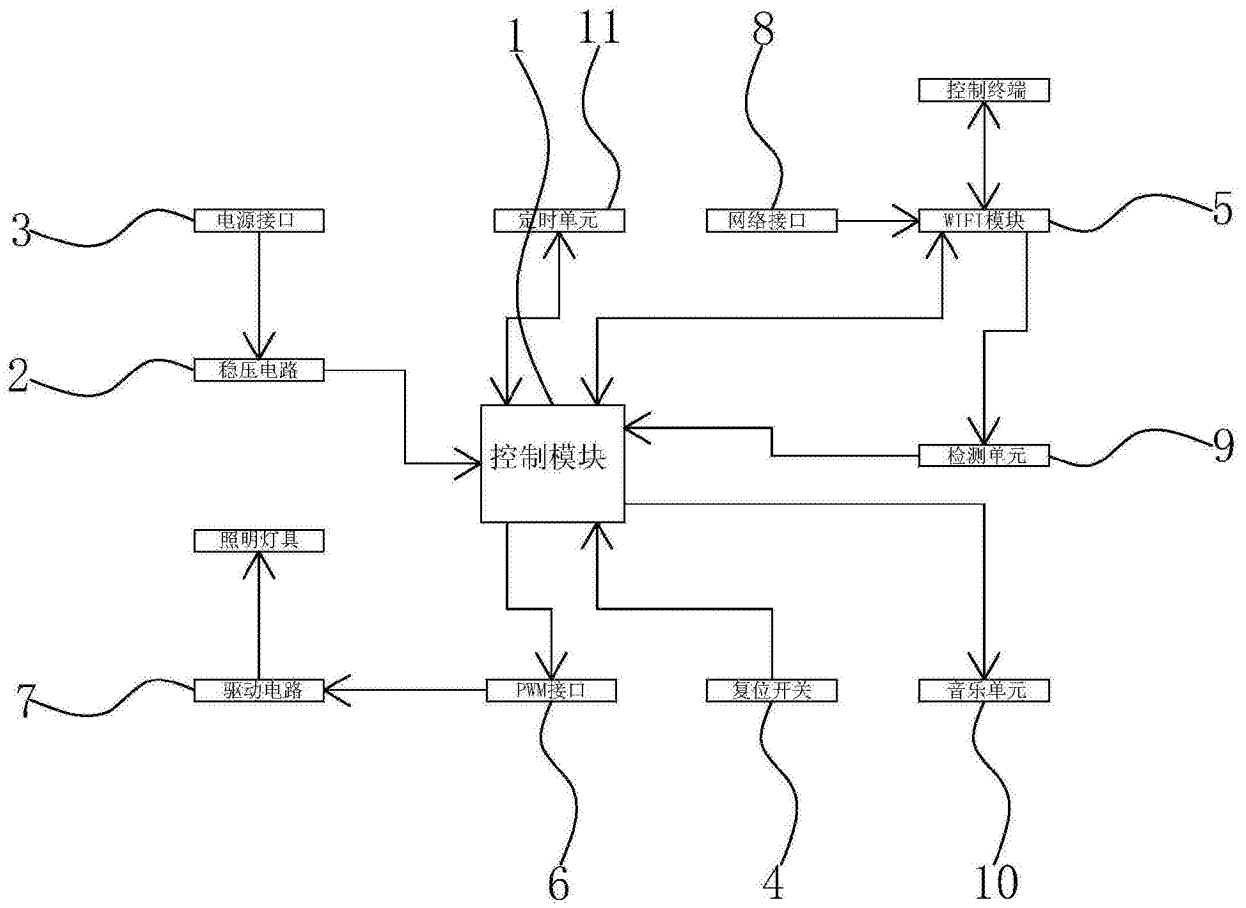 1
11
8
控制终端
3
电源接口
定时单元
网络接口
WIFI模块
5
2
稳压电路
控制模块
检测单元
9
照明灯具
7
驱动电路
PWM接口
复位开关
音乐单元
6
4
10